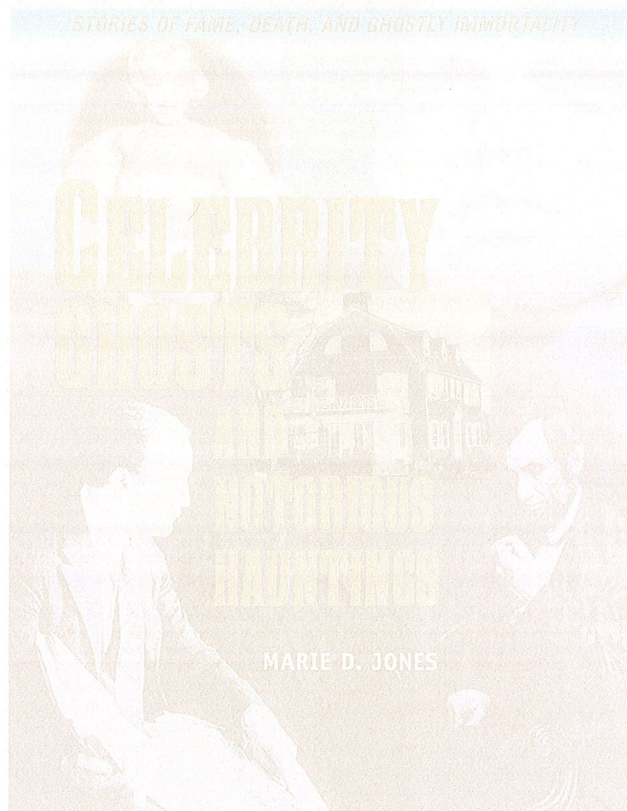 STORIES OF FAME, DEATH, AND GHOSTLY IMMORTALITY
CELEBRITY
GHOSTS
AND
NOTORIOUS
HAUNTINGS
MARIE D. JONES